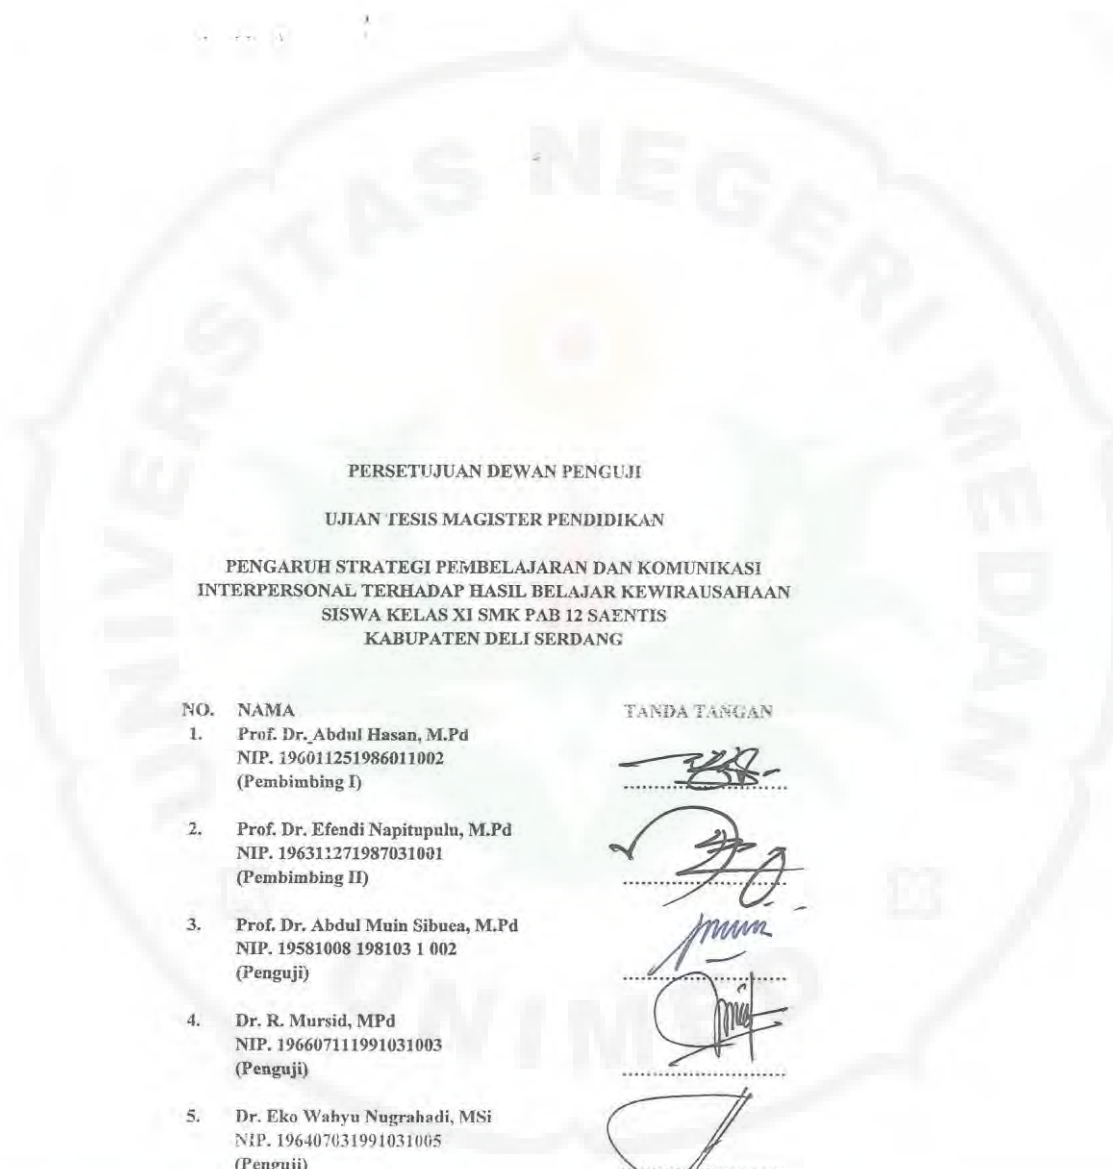 UNIVERSITAS NEGERI MEDAN
UNIMED
PERSETUJUAN DEWAN PENGUJI
UJIAN TESIS MAGISTER PENDIDIKAN
PENGARUH STRATEGI PEMBELAJARAN DAN KOMUNIKASI
INTERPERSONAL TERHADAP HASIL BELAJAR KEWIRAUSAHAAN
SISWA KELAS XI SMK PAB 12 SAENTIS
KABUPATEN DELI SERDANG
NO. NAMA TANDA TANGAN
1. Prof. Dr. Abdul Hasan, M.Pd
NIP. 196011251986011002
(Pembimbing I)
2. Prof. Dr. Efendi Napitupulu, M.Pd
NIP. 196311271987031001
(Pembimbing II)
3. Prof. Dr. Abdul Muin Sibuea, M.Pd
NIP. 19581008 198103 1 002
(Penguji)
4. Dr. R. Mursid, MPd
NIP. 196607111991031003
(Penguji)
5. Dr. Eko Wahyu Nugrahadi, MSi
NIP. 196407031991031005
(Penguji)